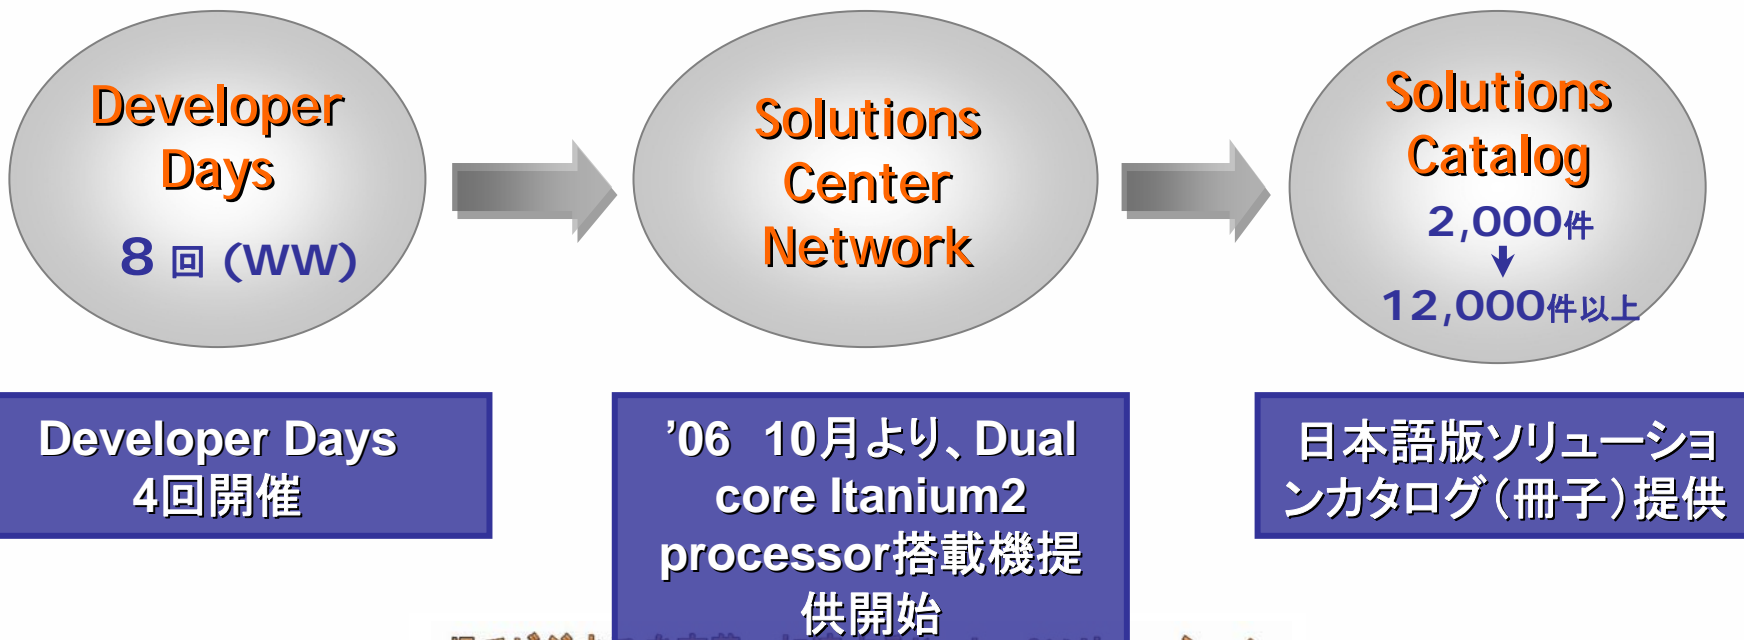 Developer
Days
8 回 (WW)
Solutions
Center
Network
Solutions
Catalog
2,000件
12,000件以上
Developer Days
4回開催
’06　10月より、Dual
core Itanium2
processor搭載機提
供開始
日本語版ソリューショ
ンカタログ（冊子）提供